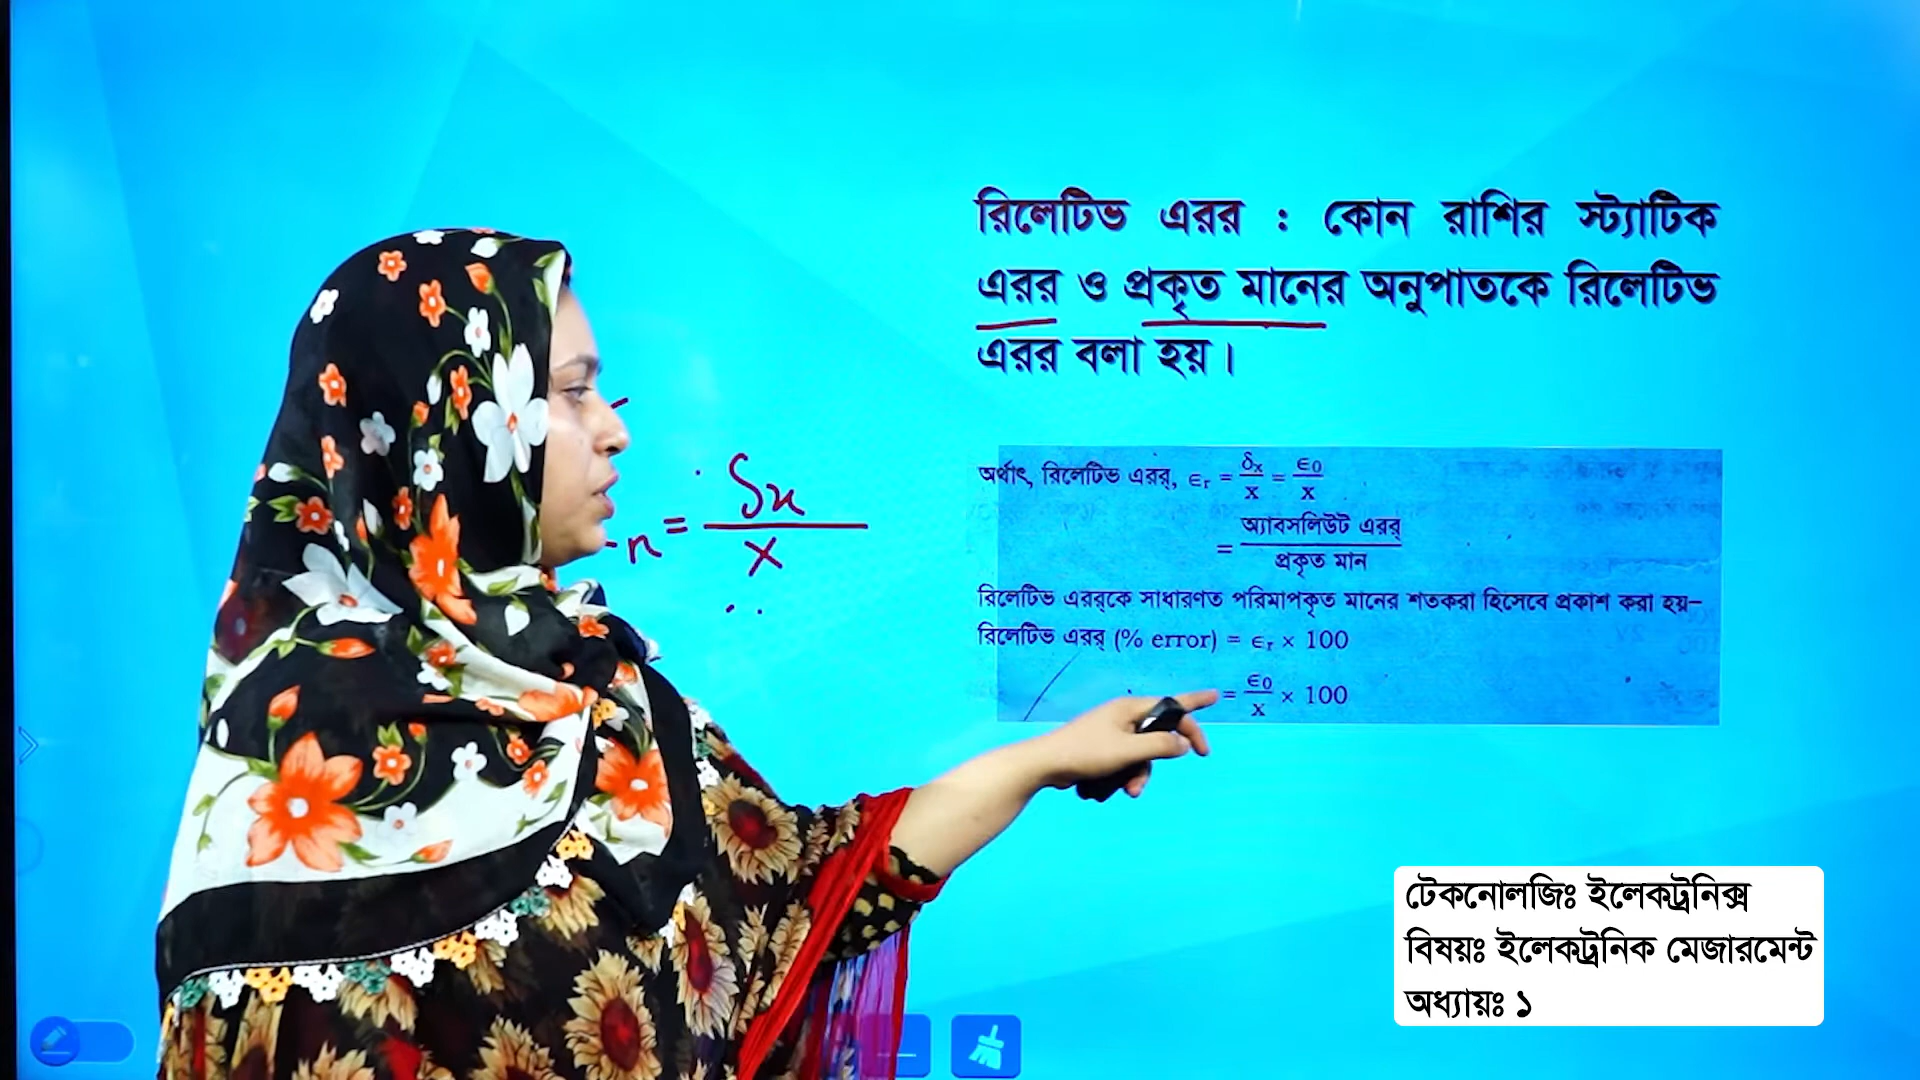 রিলেটিভ এরর : কোন রাশির স্ট্যাটিক
এরর ও প্রকৃত মানের অনুপাতকে রিলেটিভ
এরর বলা হয়।
n = δx
x
অর্থাৎ, রিলেটিভ এরর্, ∈r = δx/x = ∈0/x
= অ্যাবসলিউট এরর্
প্রকৃত মান
রিলেটিভ এরর্‌কে সাধারণত পরিমাপকৃত মানের শতকরা হিসেবে প্রকাশ করা হয়–
রিলেটিভ এরর্ (% error) = ∈r × 100
= ∈0/x × 100
টেকনোলজিঃ ইলেকট্রনিক্স
বিষয়ঃ ইলেকট্রনিক মেজারমেন্ট
অধ্যায়ঃ ১